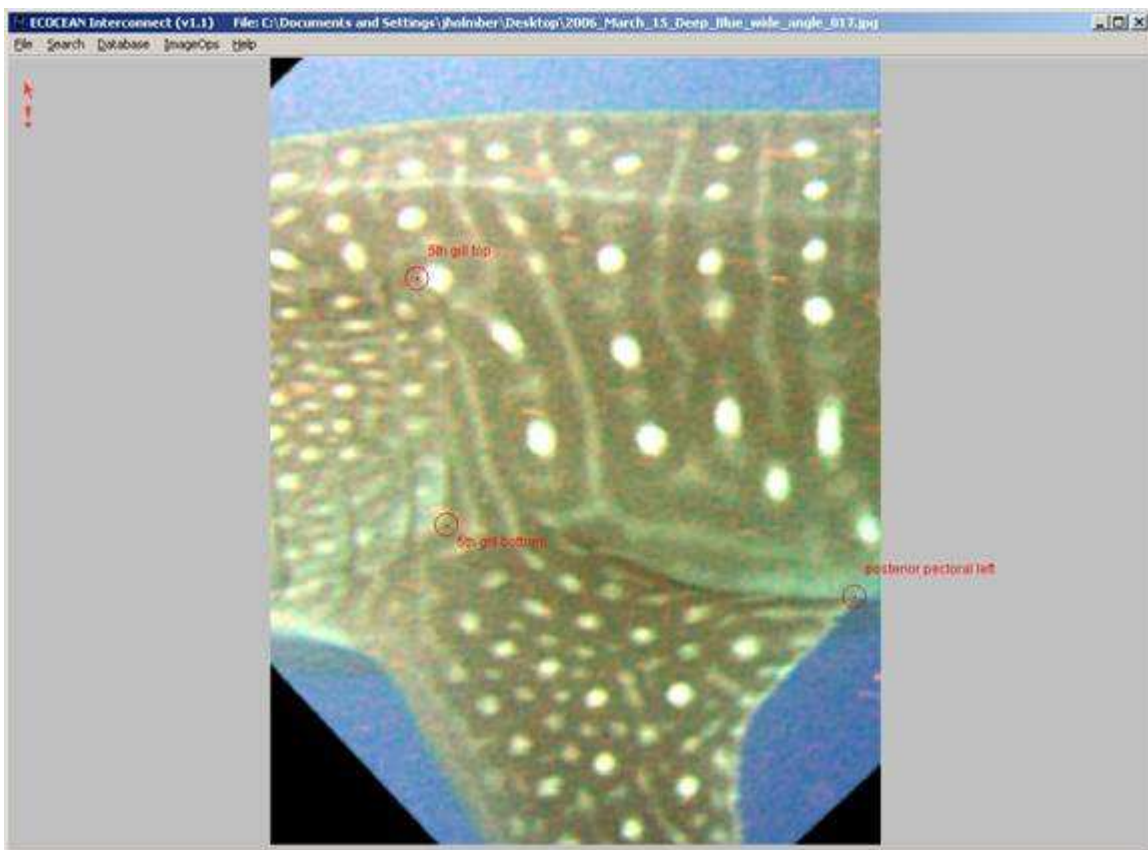 ECOCEAN Interconnect (v1.1) File: C:\Documents and Settings\jholmber\Desktop\2006_March_15_Deep_Blue_wide_angle_017.jpg
File Search Database ImageOps Help
5th gill top
5th gill bottom
posterior pectoral left